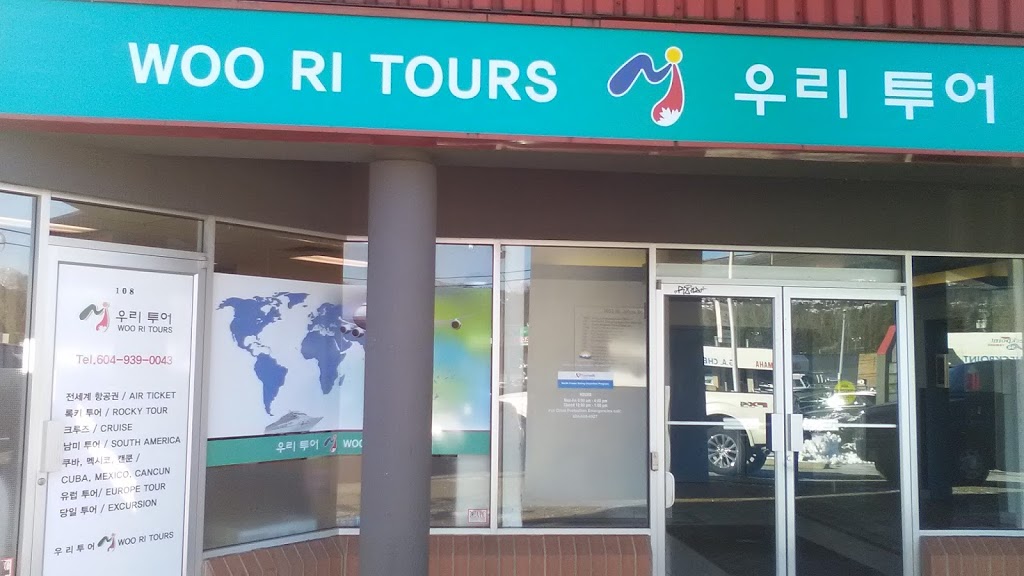 WOO RI TOURS 우리 투어
108
우리 투어
WOO RI TOURS
Tel.604-939-0043
전세계 항공권 / AIR TICKET
록키 투어 / ROCKY TOUR
크루즈 / CRUISE
남미 투어 / SOUTH AMERICA
쿠바, 멕시코, 캔쿤 /
CUBA, MEXICO, CANCUN
유럽 투어/ EUROPE TOUR
당일 투어 / EXCURSION
우리투어 WOO RI TOURS
우리 투어 WOO